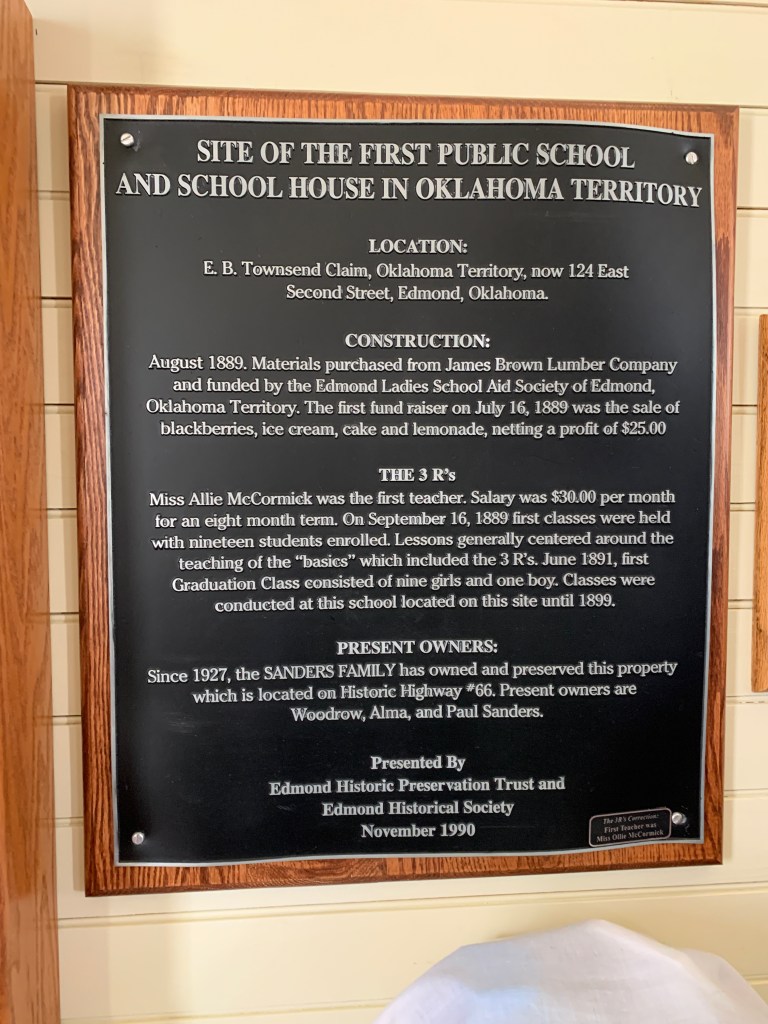 SITE OF THE FIRST PUBLIC SCHOOL
AND SCHOOL HOUSE IN OKLAHOMA TERRITORY
LOCATION:
E. B. Townsend Claim, Oklahoma Territory, now 124 East
Second Street, Edmond, Oklahoma.
CONSTRUCTION:
August 1889. Materials purchased from James Brown Lumber Company
and funded by the Edmond Ladies School Aid Society of Edmond,
Oklahoma Territory. The first fund raiser on July 16, 1889 was the sale of
blackberries, ice cream, cake and lemonade, netting a profit of $25.00
THE 3 R's
Miss Allie McCormick was the first teacher. Salary was $30.00 per month
for an eight month term. On September 16, 1889 first classes were held
with nineteen students enrolled. Lessons generally centered around the
teaching of the "basics" which included the 3 R's. June 1891, first
Graduation Class consisted of nine girls and one boy. Classes were
conducted at this school located on this site until 1899.
PRESENT OWNERS:
Since 1927, the SANDERS FAMILY has owned and preserved this property
which is located on Historic Highway #66. Present owners are
Woodrow, Alma, and Paul Sanders.
Presented By
Edmond Historic Preservation Trust and
Edmond Historical Society
November 1990
The 3R's Correction:
First Teacher was
Miss Ollie McCormick